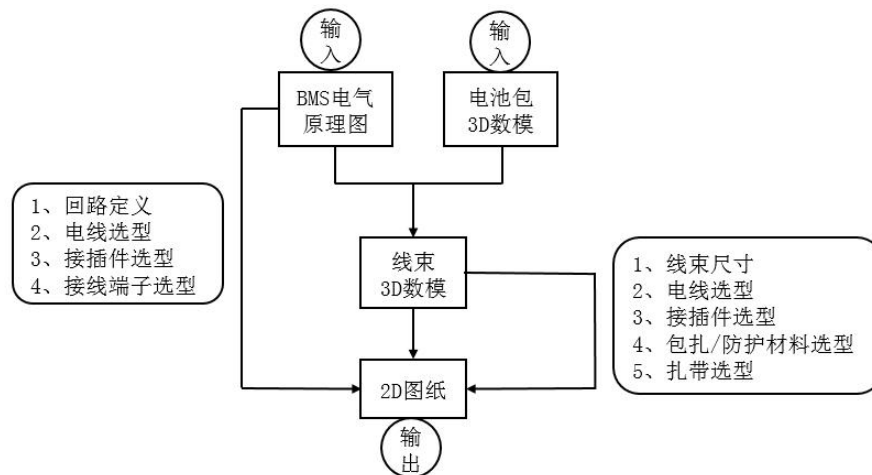 输
入
输
入
BMS电气
原理图
电池包
3D数模
1、回路定义
2、电线选型
3、接插件选型
4、接线端子选型
线束
3D数模
1、线束尺寸
2、电线选型
3、接插件选型
4、包扎/防护材料选型
5、扎带选型
2D图纸
输
出